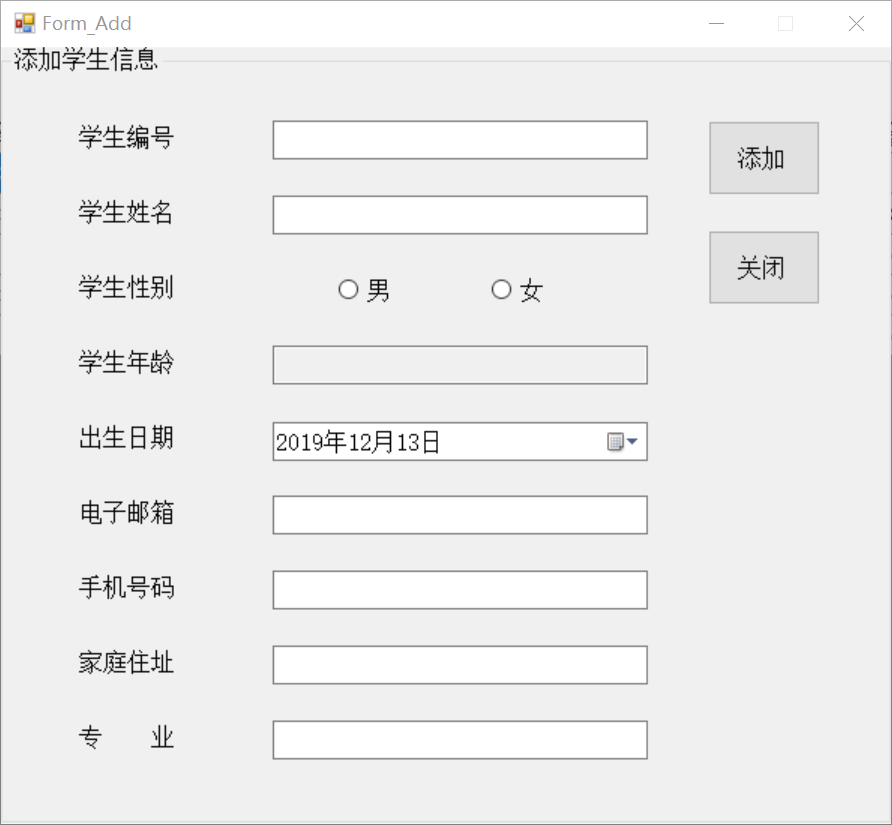 Form_Add
添加学生信息
学生编号
添加
学生姓名
学生性别 男 女
关闭
学生年龄
出生日期 2019年12月13日
电子邮箱
手机号码
家庭住址
专 业